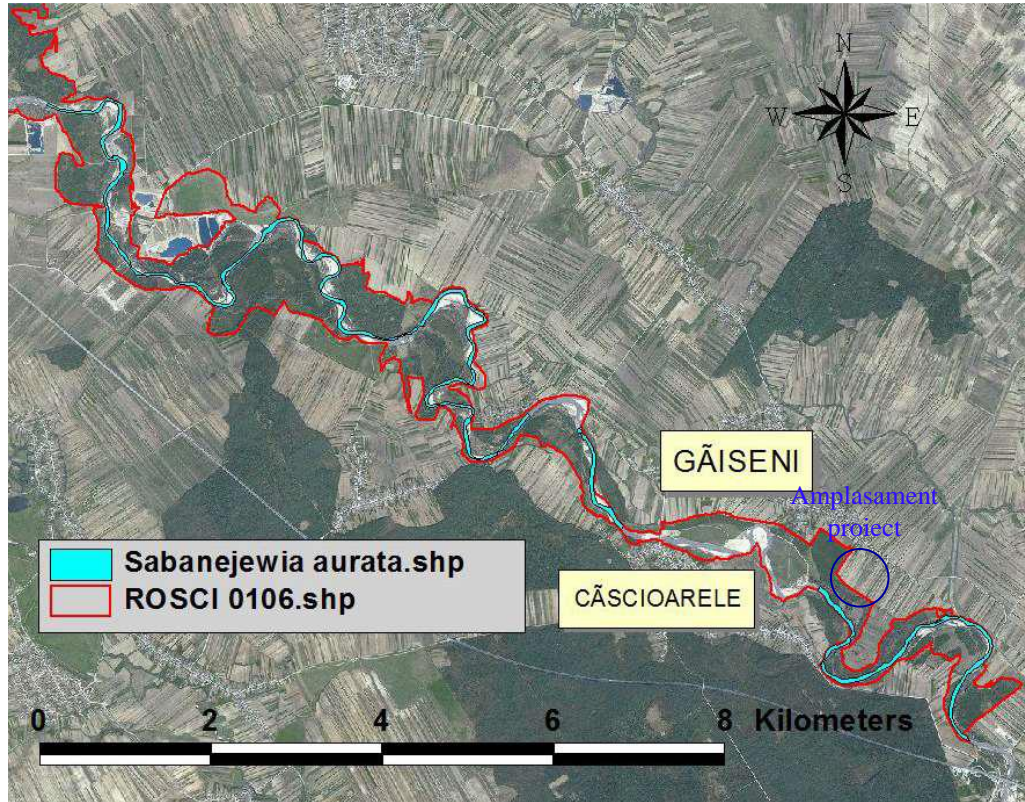 N
W E
S
GÃISENI
Amplasament
proiect
CÃSCIOARELE
Sabanejewia aurata.shp
ROSCI 0106.shp
0 2 4 6 8 Kilometers